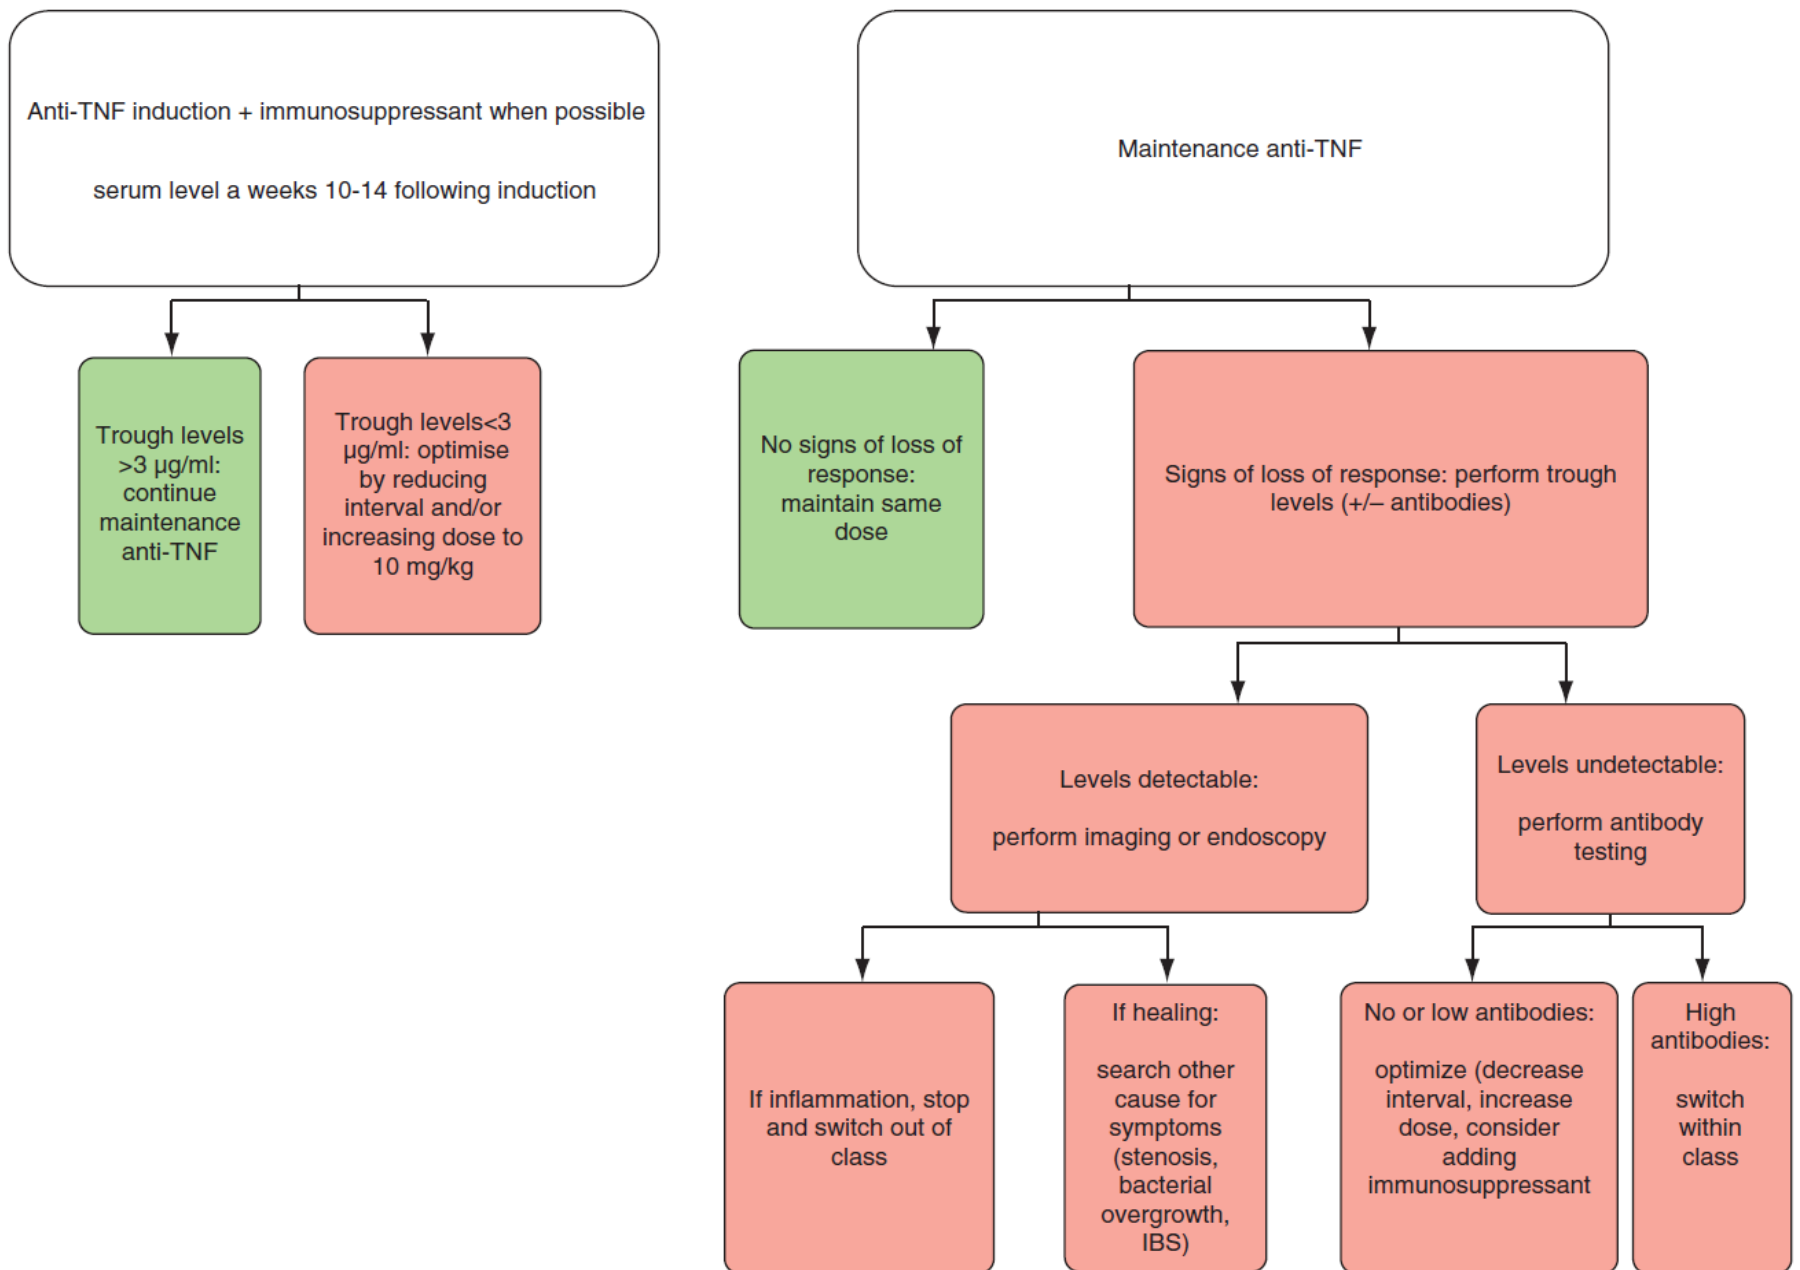 Anti-TNF induction + immunosuppressant when possible
serum level a weeks 10-14 following induction
Maintenance anti-TNF
Trough levels
>3 µg/ml:
continue
maintenance
anti-TNF
Trough levels<3
µg/ml: optimise
by reducing
interval and/or
increasing dose to
10 mg/kg
No signs of loss of
response:
maintain same
dose
Signs of loss of response: perform trough
levels (+/– antibodies)
Levels detectable:
perform imaging or endoscopy
Levels undetectable:
perform antibody
testing
If inflammation, stop
and switch out of
class
If healing:
search other
cause for
symptoms
(stenosis,
bacterial
overgrowth,
IBS)
No or low antibodies:
optimize (decrease
interval, increase
dose, consider
adding
immunosuppressant
High
antibodies:
switch
within
class